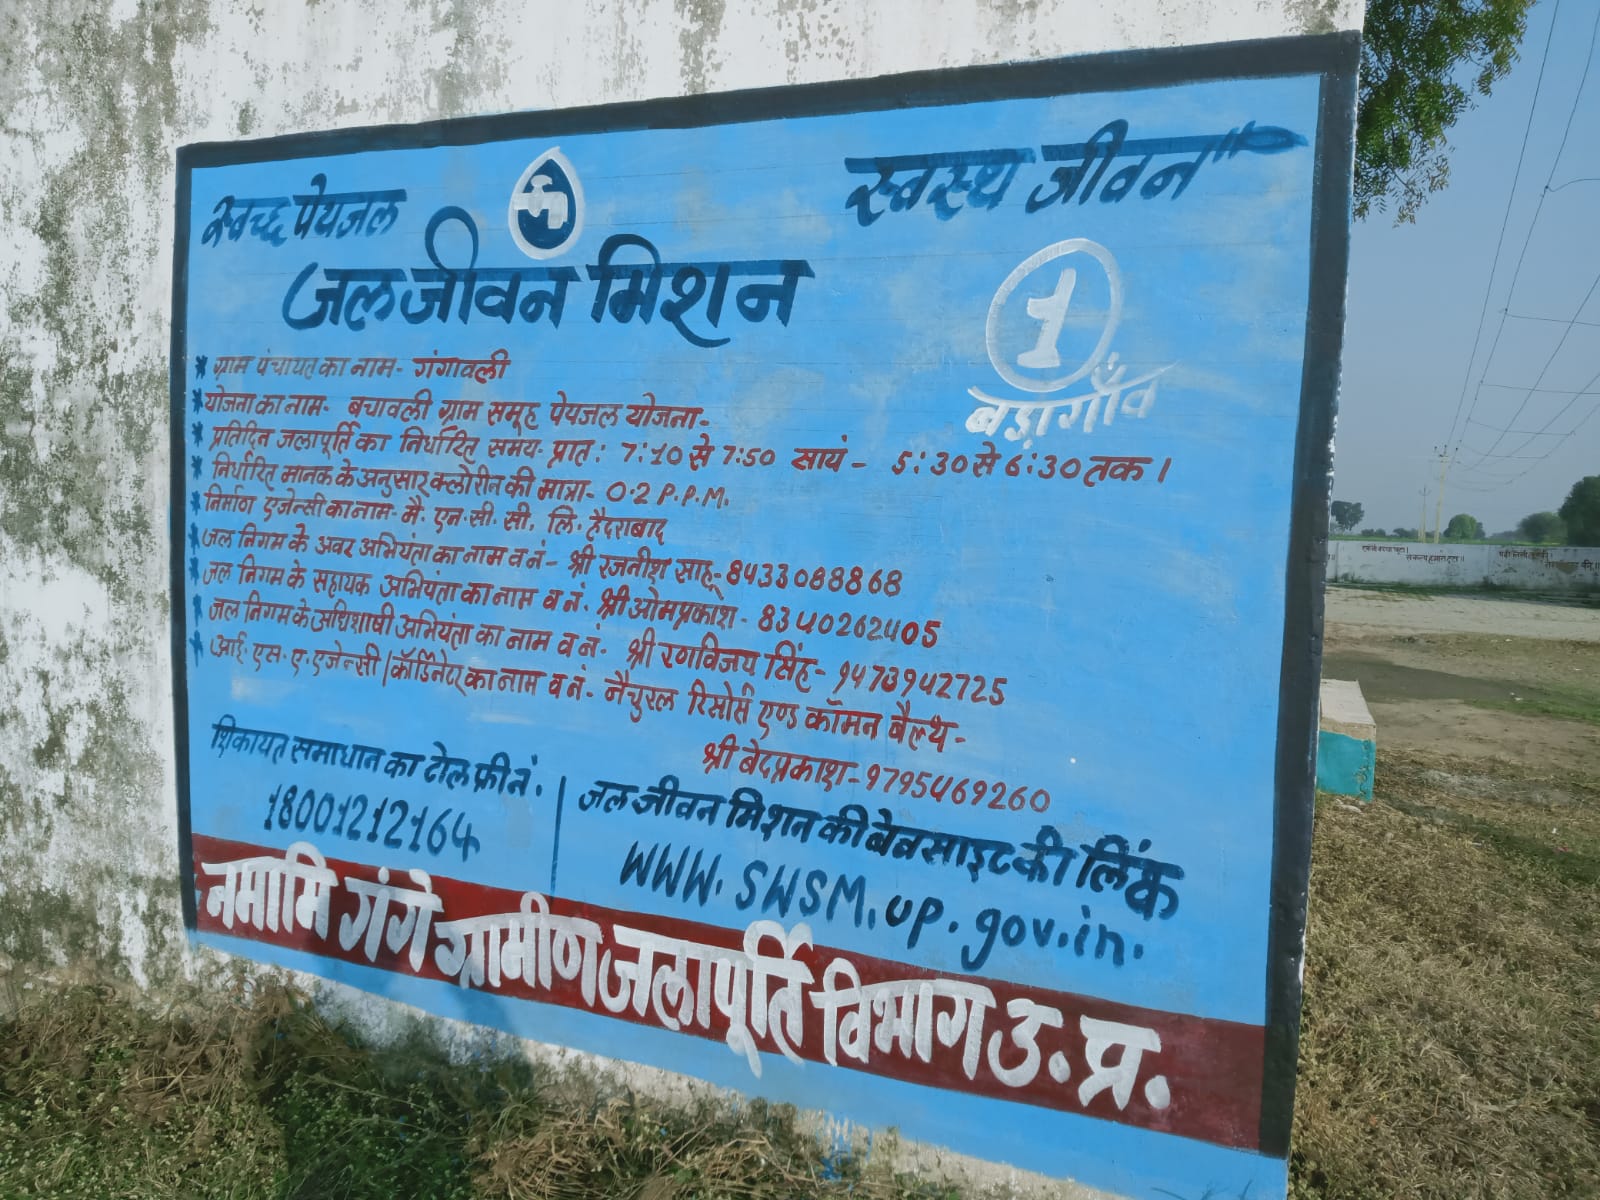 स्वच्छ पेयजल
स्वस्थ जीवन"
जल जीवन मिशन
1
बड़ागाँव
* ग्राम पंचायत का नाम- गंगावली
* योजना का नाम- बचावली ग्राम समूह पेयजल योजना-
* प्रतिदिन जलापूर्ति का निर्धारित समय- प्रात: 7:10 से 7:50 सायं - 5:30 से 6:30 तक।
* निर्धारित मानक के अनुसार क्लोरीन की मात्रा- 0.2 P.P.M.
* निर्माण एजेन्सी का नाम- मै. एन.सी.सी. लि. हैदराबाद
* जल निगम के अवर अभियंता का नाम व नं- श्री रजनीश साहू- 8433088868
* जल निगम के सहायक अभियंता का नाम व नं. श्री ओमप्रकाश - 8340262405
* जल निगम के अधिशाषी अभियंता का नाम व नं- श्री रणविजय सिंह- 9473942725
* आई.एस.ए.एजेन्सी/कॉर्डिनेटर का नाम व नं- नैचुरल रिसोर्स एण्ड कॉमन वैल्थ-
श्री बेदप्रकाश-9795469260
शिकायत समाधान का टोल फ्री नं.
18001212164
जल जीवन मिशन की बेवसाइट की लिंक
WWW.SWSM.up.gov.in.
नमामि गंगे ग्रामीण जलापूर्ति विभाग उ.प्र.